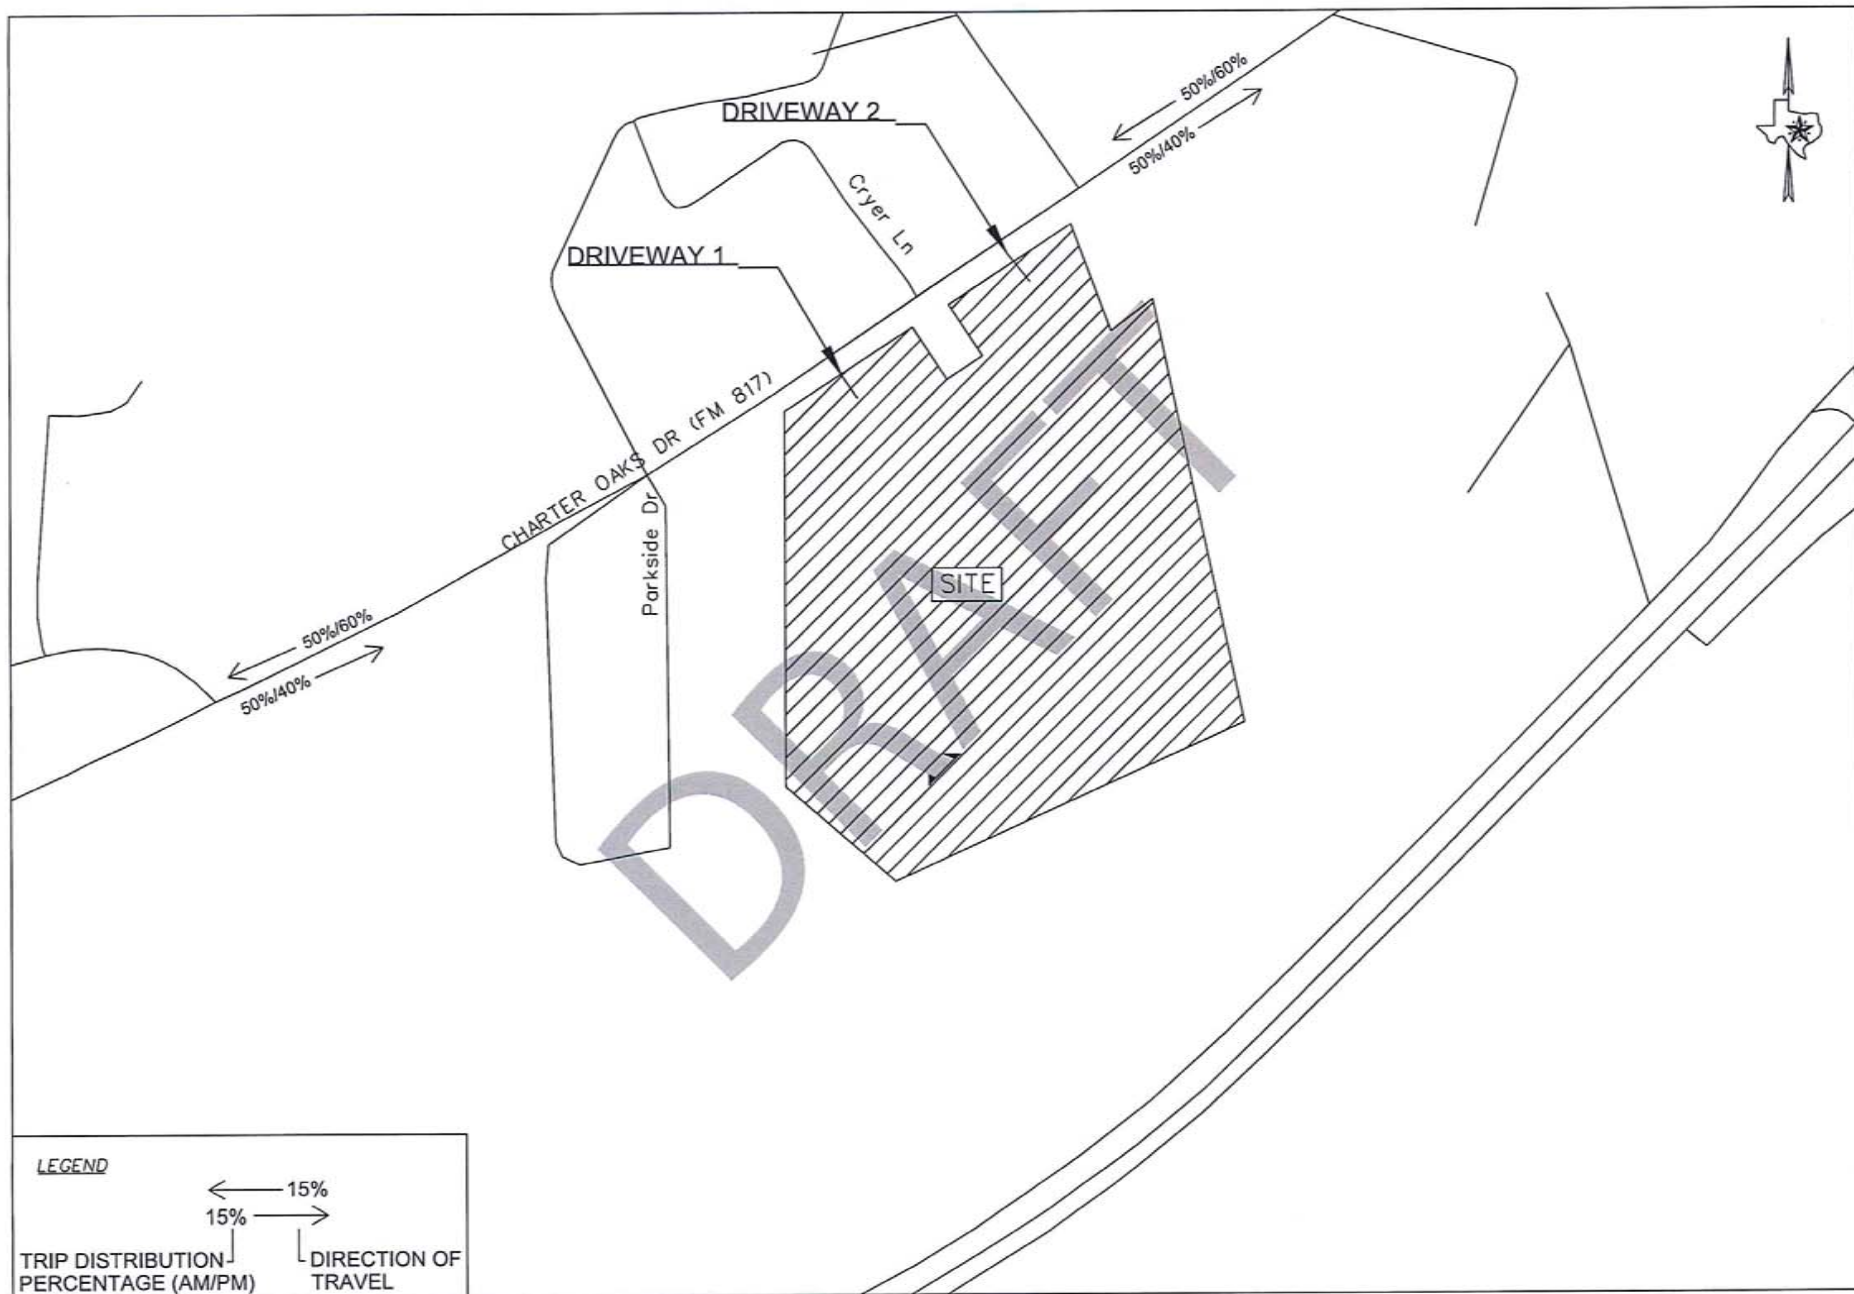 50%/60%
50%/40%
DRIVEWAY 2
Cryer Ln
DRIVEWAY 1
CHARTER OAKS DR (FM 817)
Parkside Dr
SITE
50%/60%
50%/40%
DRAFT
LEGEND
15%
15%
TRIP DISTRIBUTION
PERCENTAGE (AM/PM)
DIRECTION OF
TRAVEL